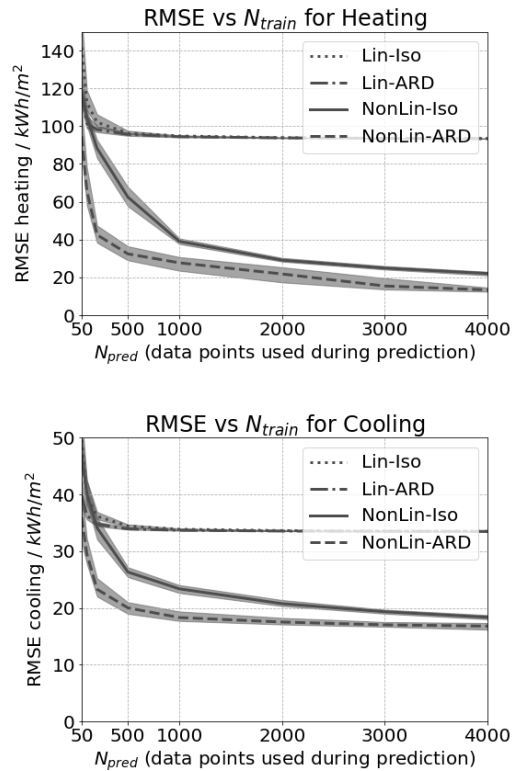 RMSE vs N_train for Heating
RMSE heating / kWh/m²
140
120
100
80
60
40
20
0
Lin-Iso
Lin-ARD
NonLin-Iso
NonLin-ARD
50 500 1000 2000 3000 4000
N_pred (data points used during prediction)
RMSE vs N_train for Cooling
RMSE cooling / kWh/m²
50
40
30
20
10
0
Lin-Iso
Lin-ARD
NonLin-Iso
NonLin-ARD
50 500 1000 2000 3000 4000
N_pred (data points used during prediction)